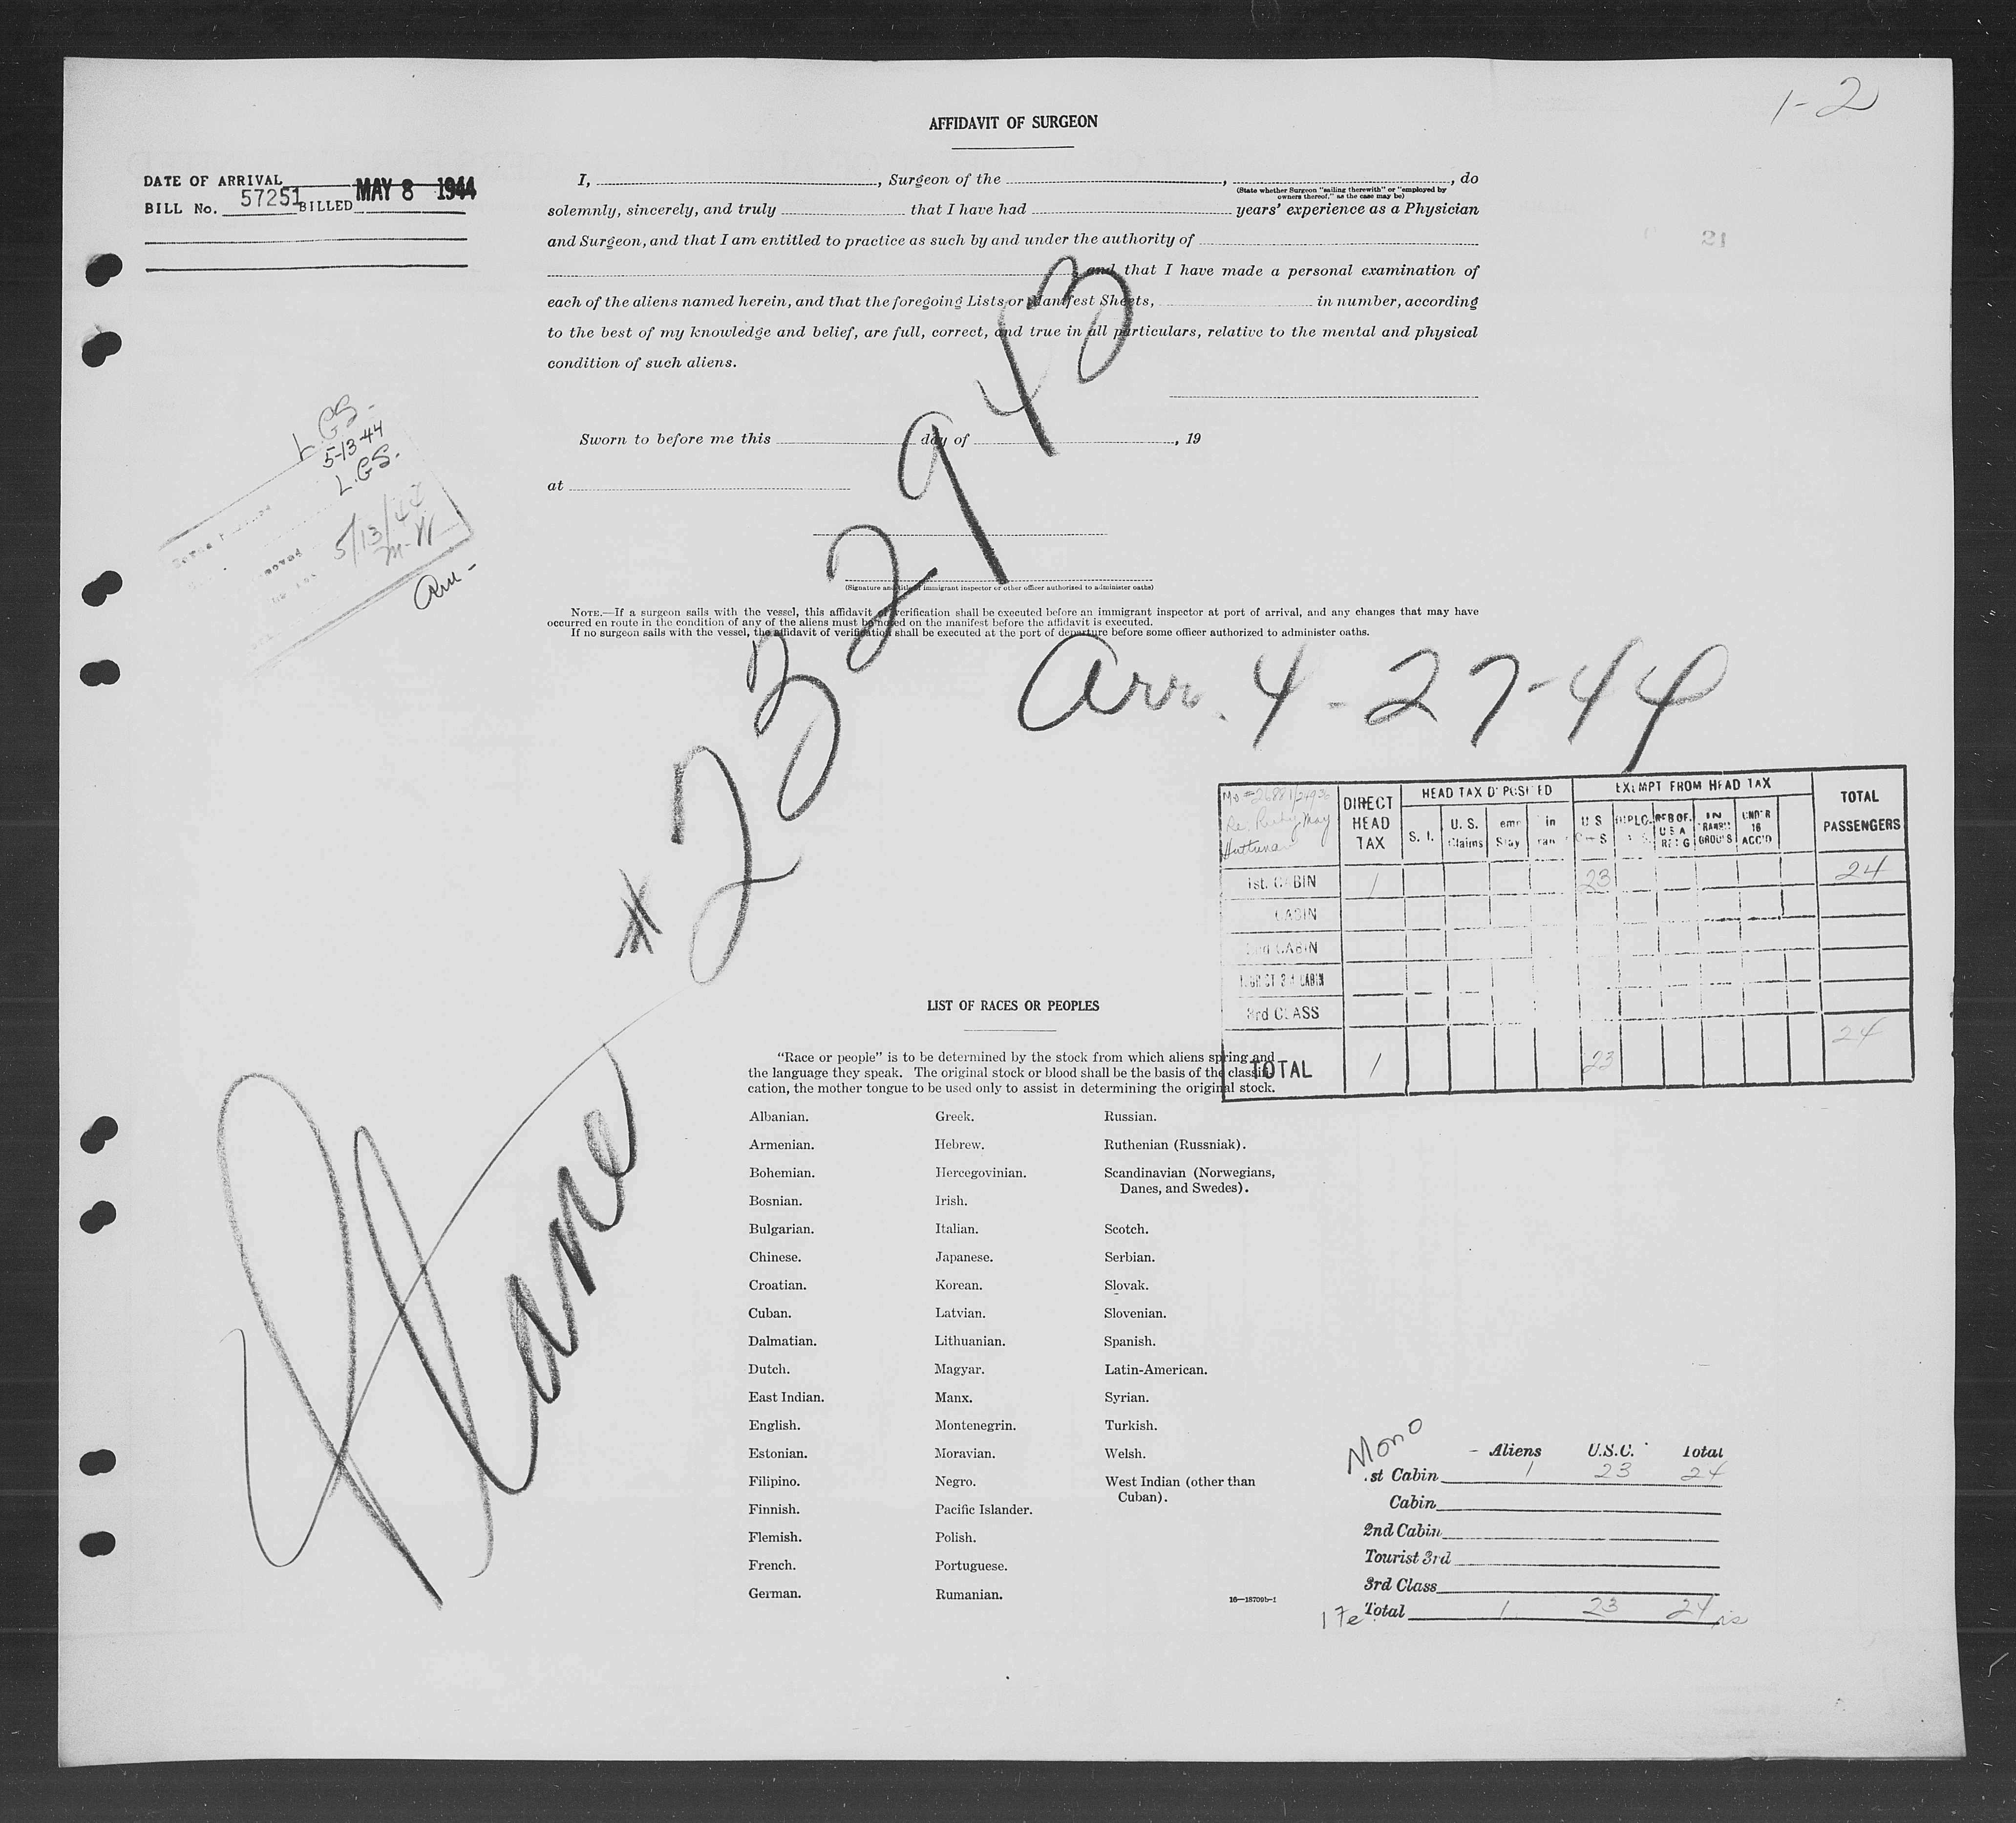 1-2
AFFIDAVIT OF SURGEON
DATE OF ARRIVAL
BILL No. 57251 BILLED MAY 8 1944
I, , Surgeon of the , , do
(State whether Surgeon "sailing therewith" or "employed by
owners thereof," as the case may be)
solemnly, sincerely, and truly that I have had years' experience as a Physician
and Surgeon, and that I am entitled to practice as such by and under the authority of
and that I have made a personal examination of
each of the aliens named herein, and that the foregoing Lists or Manifest Sheets, in number, according
to the best of my knowledge and belief, are full, correct, and true in all particulars, relative to the mental and physical
condition of such aliens.
Sworn to before me this day of , 19
at
(Signature and title of immigrant inspector or other officer authorized to administer oaths)
NOTE.—If a surgeon sails with the vessel, this affidavit of verification shall be executed before an immigrant inspector at port of arrival, and any changes that may have
occurred en route in the condition of any of the aliens must be noted on the manifest before the affidavit is executed.
If no surgeon sails with the vessel, the affidavit of verification shall be executed at the port of departure before some officer authorized to administer oaths.
L.GS.-
5-13-44
L.GS.
5/13/44
M-W
Plane #232943
Arr. 4-27-44
Re. Ruby May
DIRECT HEAD TAX
HEAD TAX DEPOSITED
EXEMPT FROM HEAD TAX
TOTAL PASSENGERS
S. I. U. S. Claims Stay
1st. CABIN 1 23 24
CABIN
2nd CABIN
3rd CLASS
TOTAL 1 23 24
LIST OF RACES OR PEOPLES
"Race or people" is to be determined by the stock from which aliens spring and
the language they speak. The original stock or blood shall be the basis of the classifi-
cation, the mother tongue to be used only to assist in determining the original stock.
Albanian. Greek. Russian.
Armenian. Hebrew. Ruthenian (Russniak).
Bohemian. Hercegovinian. Scandinavian (Norwegians,
Danes, and Swedes).
Bosnian. Irish.
Bulgarian. Italian. Scotch.
Chinese. Japanese. Serbian.
Croatian. Korean. Slovak.
Cuban. Latvian. Slovenian.
Dalmatian. Lithuanian. Spanish.
Dutch. Magyar. Latin-American.
East Indian. Manx. Syrian.
English. Montenegrin. Turkish.
Estonian. Moravian. Welsh.
Filipino. Negro. West Indian (other than
Cuban).
Finnish. Pacific Islander.
Flemish. Polish.
French. Portuguese.
German. Rumanian.
16—18709b-1
Mono
Aliens U.S.C. Total
1st Cabin 1 23 24
Cabin
2nd Cabin
Tourist 3rd
3rd Class
Total 1 23 24